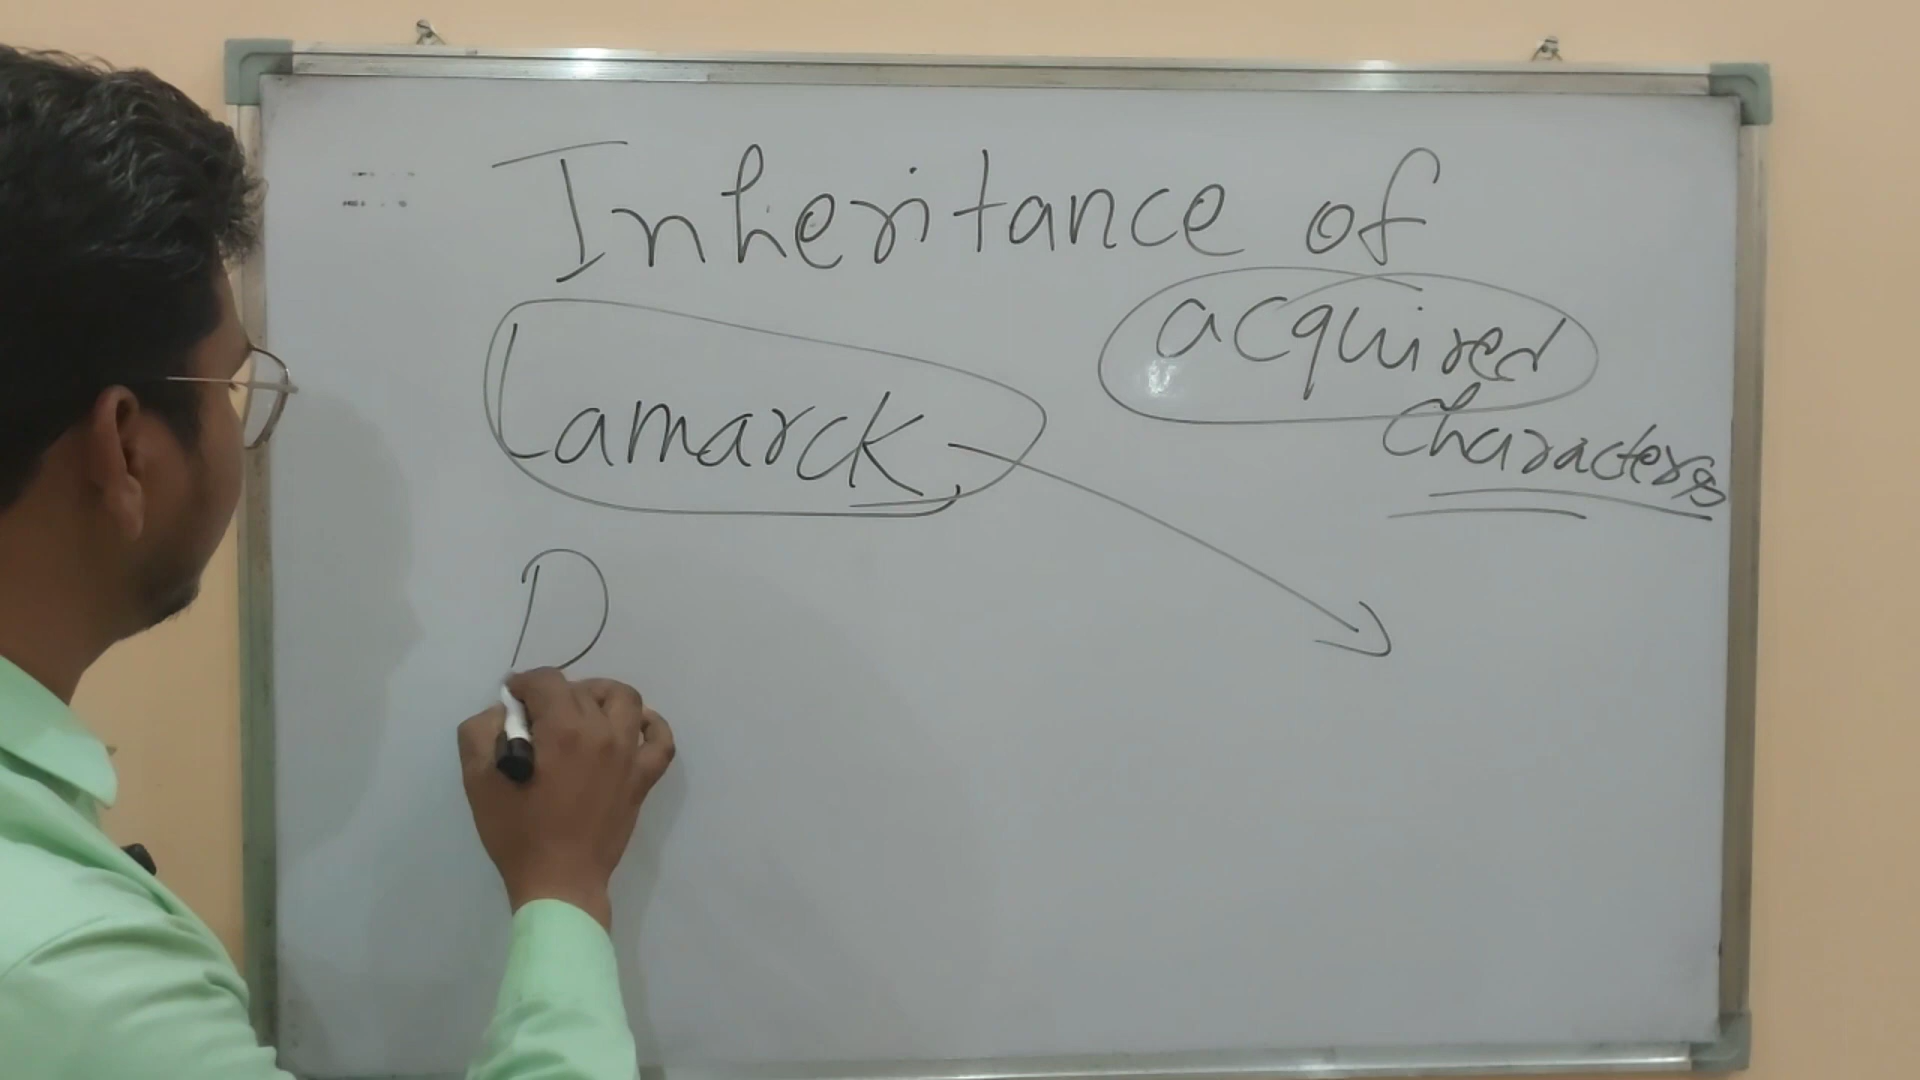 Inheritance of
acquired
characters
Lamarck
D